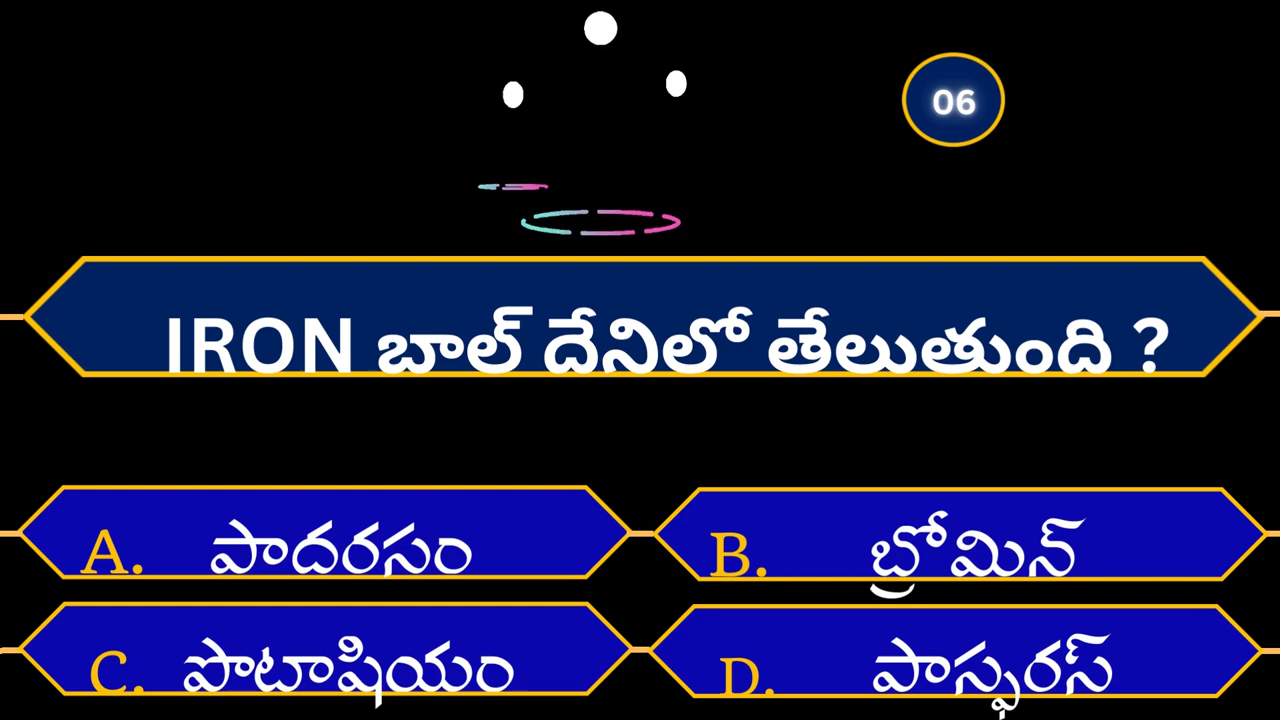 06
IRON బాల్ దేనిలో తేలుతుంది ?
A. పాదరసం
B. బ్రోమిన్
C. పొటాషియం
D. పాస్ఫరస్